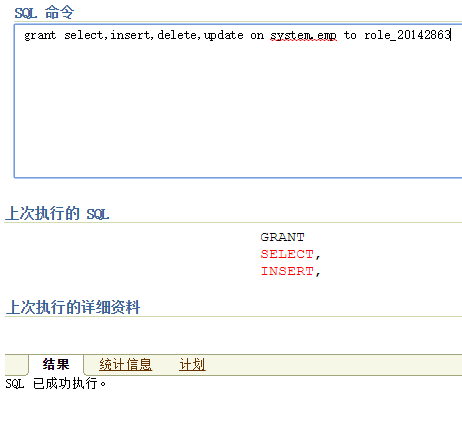 SQL 命令
grant select,insert,delete,update on system.emp to role_20142863
上次执行的 SQL
GRANT
SELECT,
INSERT,
上次执行的详细资料
结果 统计信息 计划
SQL 已成功执行。